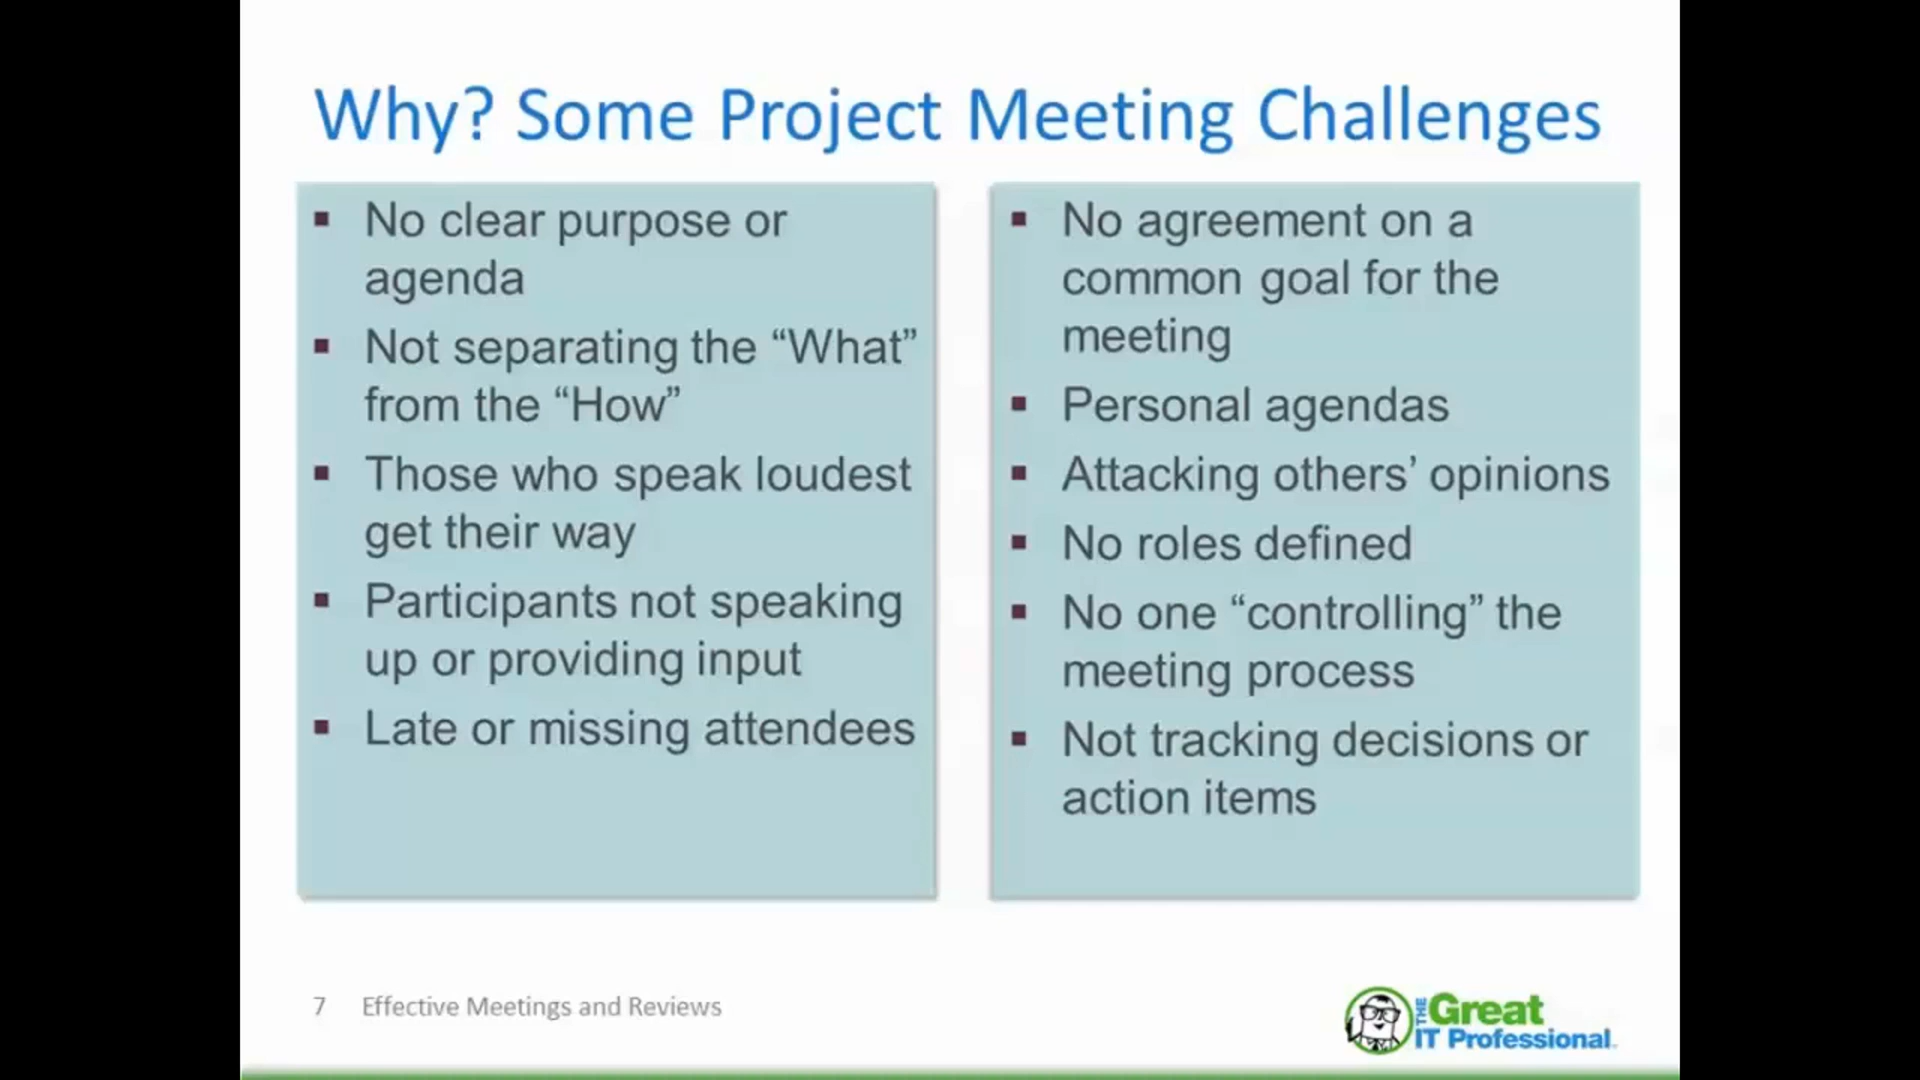 Why? Some Project Meeting Challenges
▪ No clear purpose or
agenda
▪ Not separating the “What”
from the “How”
▪ Those who speak loudest
get their way
▪ Participants not speaking
up or providing input
▪ Late or missing attendees
▪ No agreement on a
common goal for the
meeting
▪ Personal agendas
▪ Attacking others’ opinions
▪ No roles defined
▪ No one “controlling” the
meeting process
▪ Not tracking decisions or
action items
7 Effective Meetings and Reviews
THE Great
IT Professional